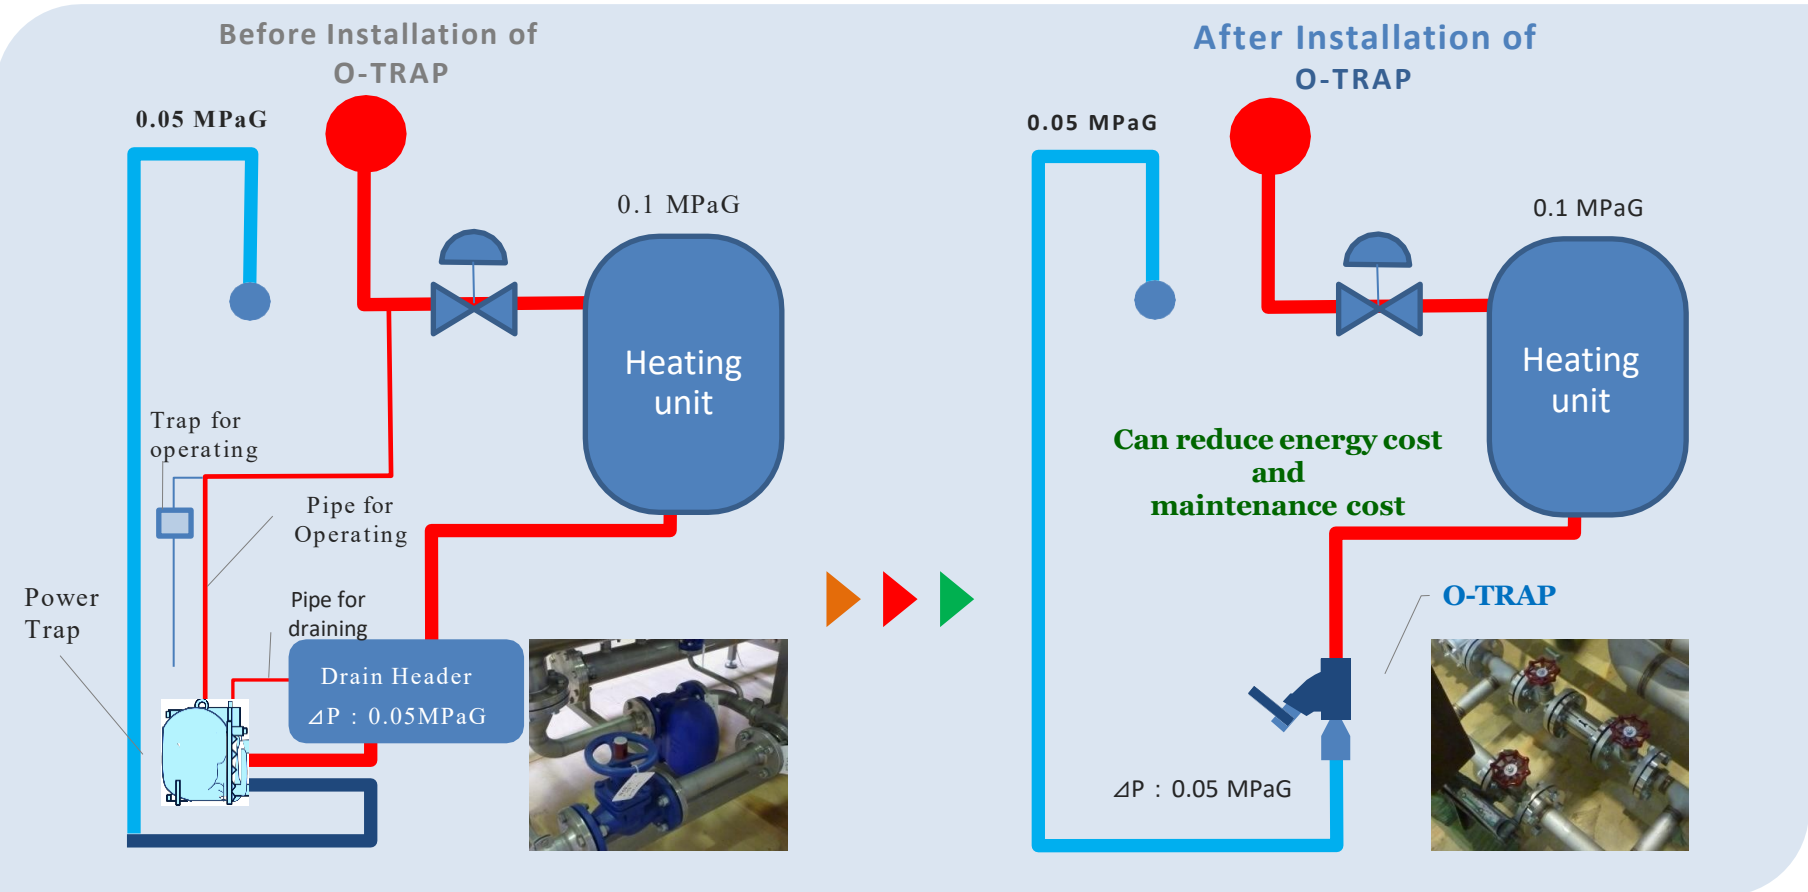 Before Installation of
O-TRAP
0.05 MPaG
0.1 MPaG
Heating
unit
Trap for
operating
Pipe for
Operating
Power
Trap
Pipe for
draining
Drain Header
⊿P : 0.05MPaG
After Installation of
O-TRAP
0.05 MPaG
0.1 MPaG
Heating
unit
Can reduce energy cost
and
maintenance cost
O-TRAP
⊿P : 0.05 MPaG